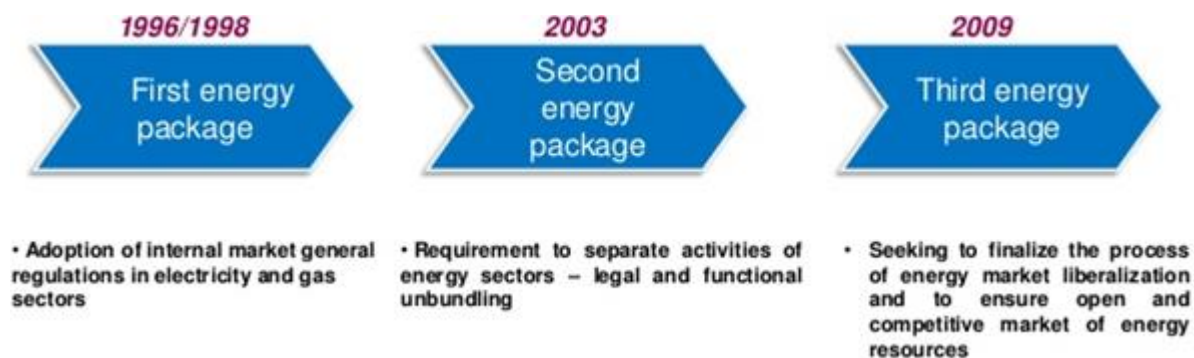 1996/1998
First energy
package
• Adoption of internal market general
regulations in electricity and gas
sectors
2003
Second
energy
package
• Requirement to separate activities of
energy sectors – legal and functional
unbundling
2009
Third energy
package
• Seeking to finalize the process
of energy market liberalization
and to ensure open and
competitive market of energy
resources